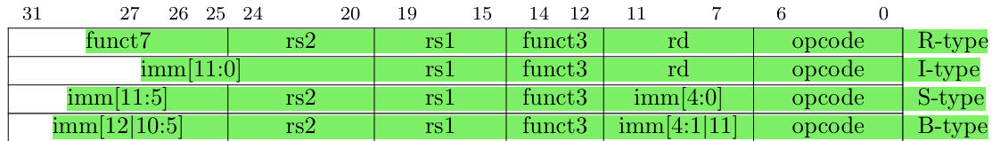 31 27 26 25 24 20 19 15 14 12 11 7 6 0
funct7 rs2 rs1 funct3 rd opcode R-type
imm[11:0] rs1 funct3 rd opcode I-type
imm[11:5] rs2 rs1 funct3 imm[4:0] opcode S-type
imm[12|10:5] rs2 rs1 funct3 imm[4:1|11] opcode B-type